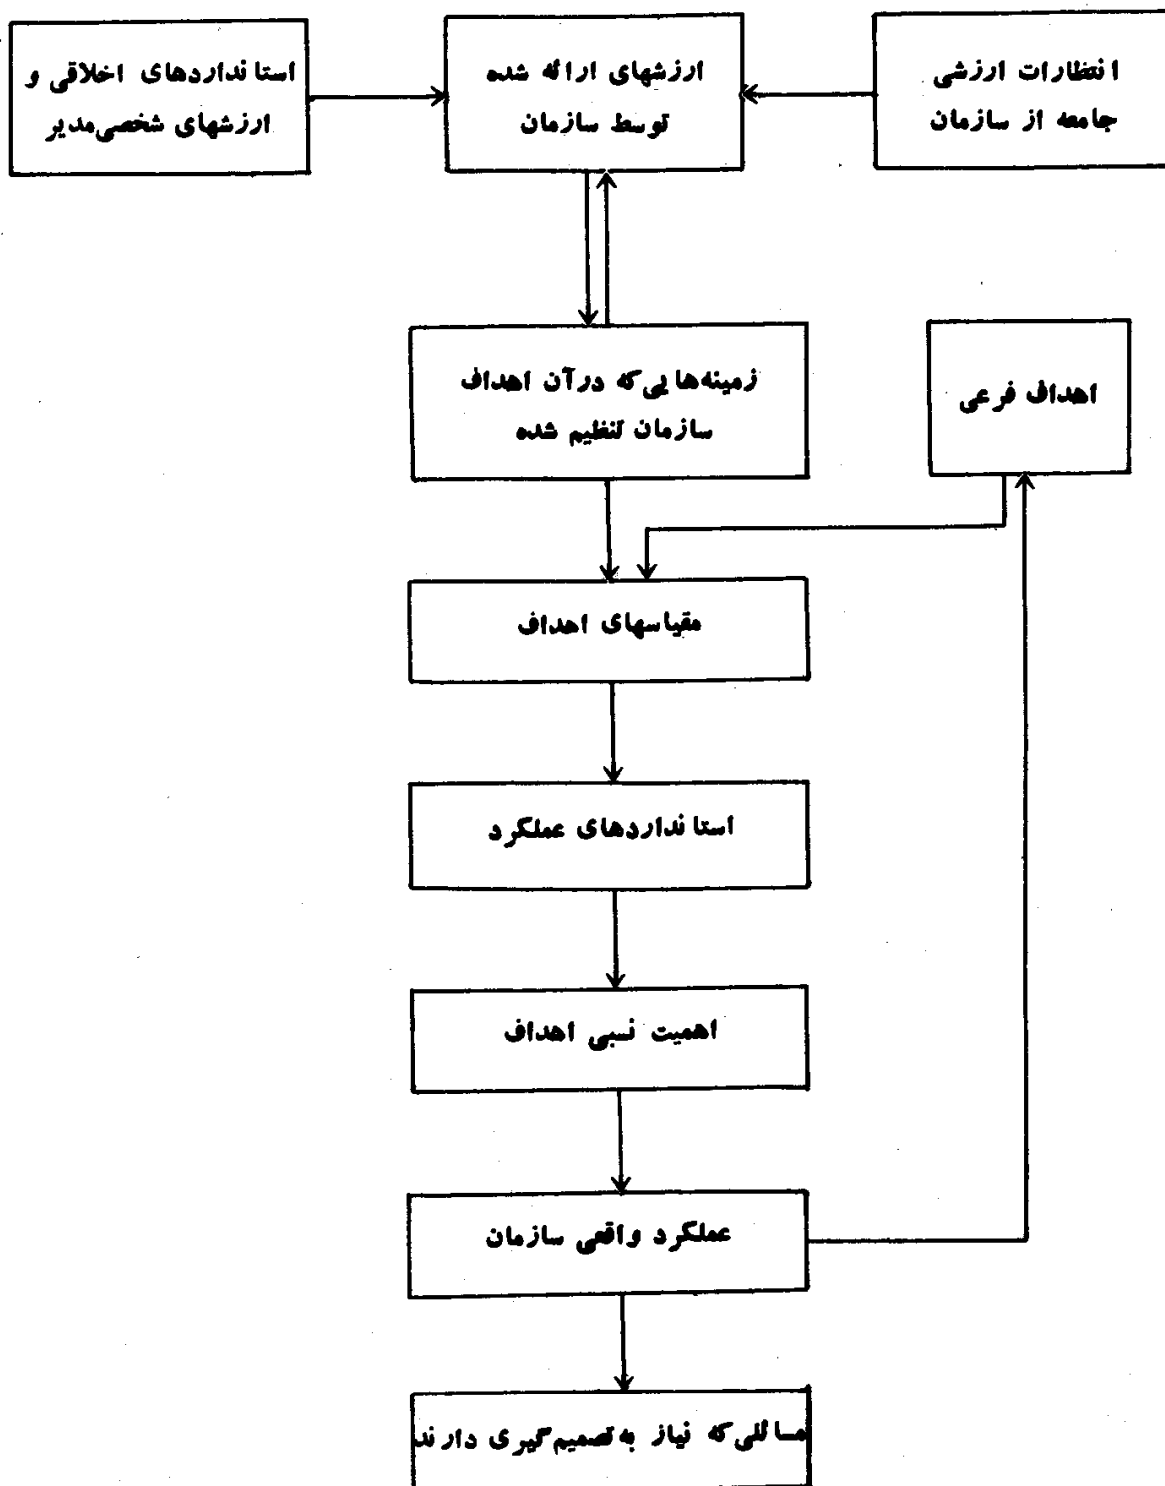 انتظارات ارزشی
جامعه از سازمان
ارزشهای ارائه شده
توسط سازمان
استانداردهای اخلاقی و
ارزشهای شخصی مدیر
زمینه‌هایی که در آن اهداف
سازمان تنظیم شده
اهداف فرعی
مقیاسهای اهداف
استانداردهای عملکرد
اهمیت نسبی اهداف
عملکرد واقعی سازمان
مسائلی که نیاز به تصمیم‌گیری دارند